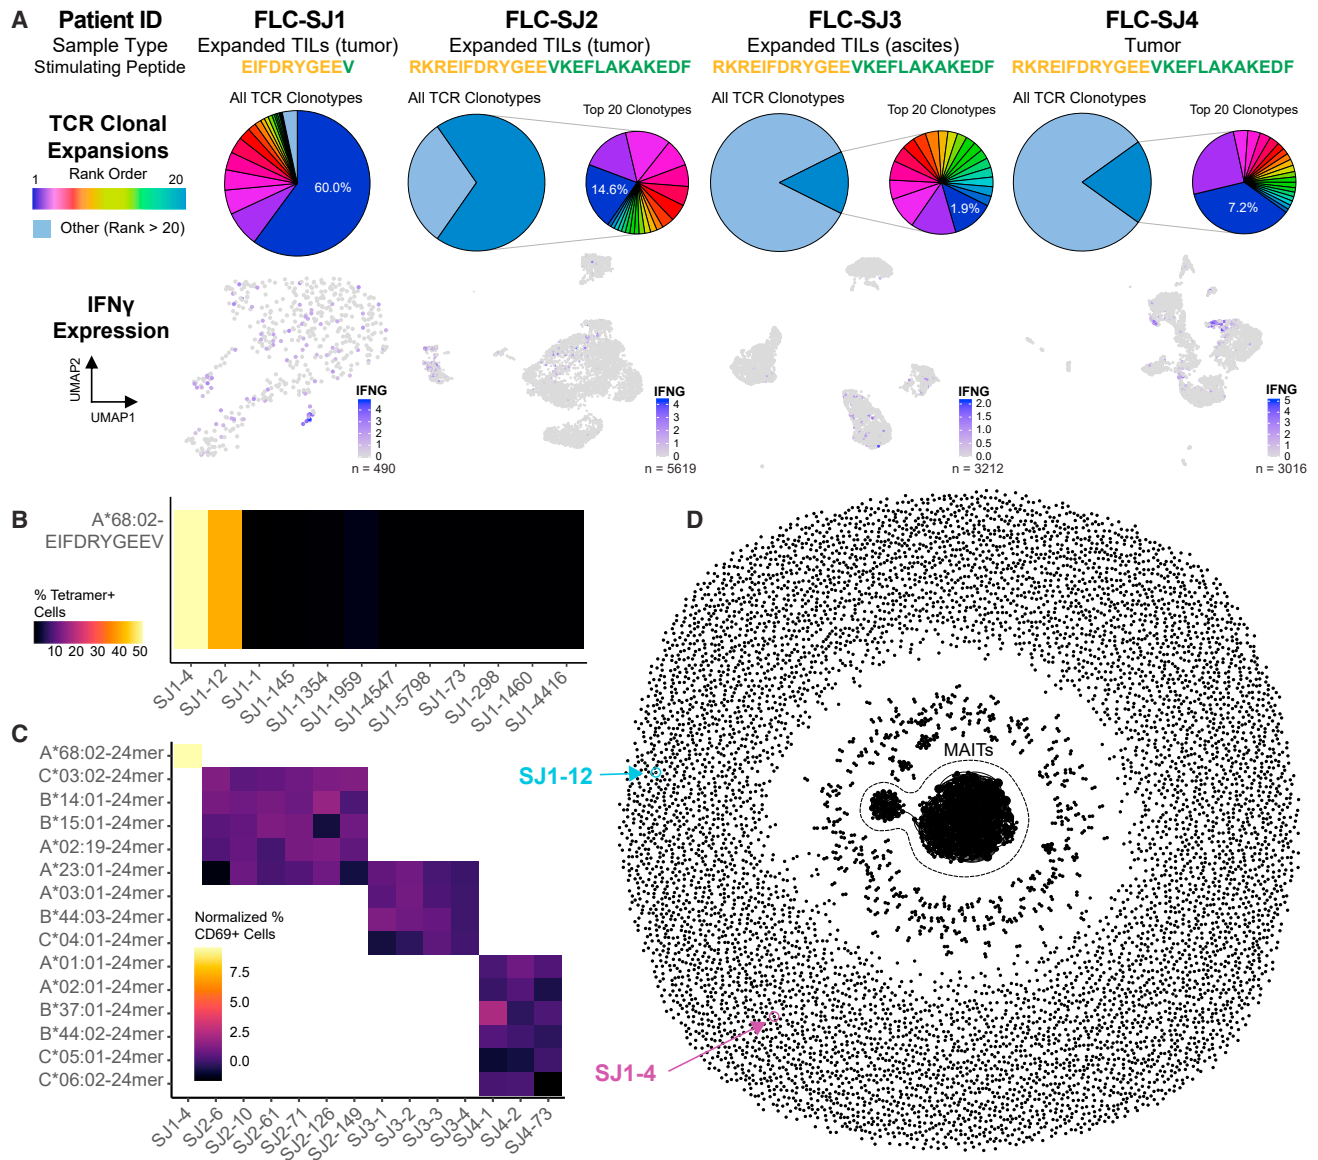 A
Patient ID
Sample Type
Stimulating Peptide
FLC-SJ1
Expanded TILs (tumor)
EIFDRYGEEV
FLC-SJ2
Expanded TILs (tumor)
RKREIFDRYGEEVKEFLAKAKEDF
FLC-SJ3
Expanded TILs (ascites)
RKREIFDRYGEEVKEFLAKAKEDF
FLC-SJ4
Tumor
RKREIFDRYGEEVKEFLAKAKEDF
TCR Clonal
Expansions
Rank Order
1 20
Other (Rank > 20)
All TCR Clonotypes
60.0%
All TCR Clonotypes
Top 20 Clonotypes
14.6%
All TCR Clonotypes
Top 20 Clonotypes
1.9%
All TCR Clonotypes
Top 20 Clonotypes
7.2%
IFNγ
Expression
UMAP2
UMAP1
IFNG
4
3
2
1
0
n = 490
IFNG
4
3
2
1
0
n = 5619
IFNG
2.0
1.5
1.0
0.5
0.0
n = 3212
IFNG
5
4
3
2
1
0
n = 3016
B
A*68:02-
EIFDRYGEEV
% Tetramer+
Cells
10 20 30 40 50
SJ1-4
SJ1-12
SJ1-1
SJ1-145
SJ1-1354
SJ1-1959
SJ1-4547
SJ1-5798
SJ1-73
SJ1-298
SJ1-1460
SJ1-4416
C
A*68:02-24mer
C*03:02-24mer
B*14:01-24mer
B*15:01-24mer
A*02:19-24mer
A*23:01-24mer
A*03:01-24mer
B*44:03-24mer
C*04:01-24mer
A*01:01-24mer
A*02:01-24mer
B*37:01-24mer
B*44:02-24mer
C*05:01-24mer
C*06:02-24mer
Normalized %
CD69+ Cells
7.5
5.0
2.5
0.0
SJ1-4
SJ2-6
SJ2-10
SJ2-61
SJ2-71
SJ2-126
SJ2-149
SJ3-1
SJ3-2
SJ3-3
SJ3-4
SJ4-1
SJ4-2
SJ4-73
D
MAITs
SJ1-12
SJ1-4